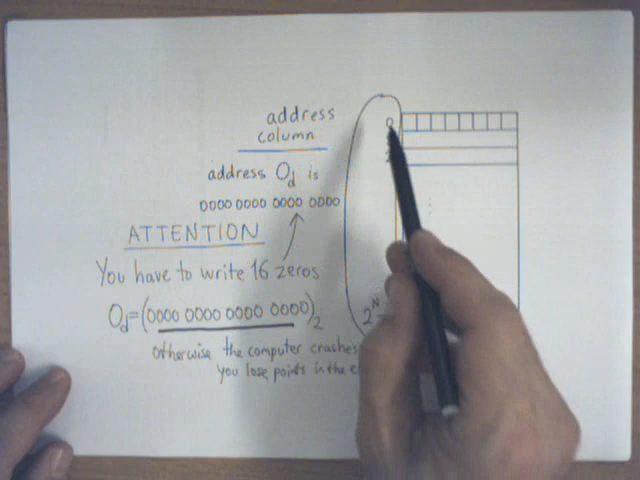 address
column
address 0d is
0000 0000 0000 0000
ATTENTION
You have to write 16 zeros
0d=(0000 0000 0000 0000)2
otherwise the computer crashes
you lose points in the
0
2^N